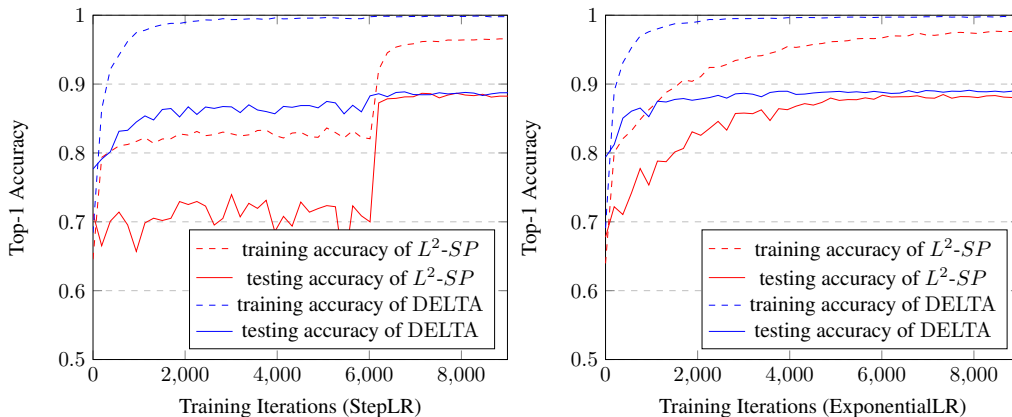 1
0.9
0.8
0.7
0.6
0.5
0
2,000
4,000
6,000
8,000
Top-1 Accuracy
Training Iterations (StepLR)
training accuracy of L²-SP
testing accuracy of L²-SP
training accuracy of DELTA
testing accuracy of DELTA
1
0.9
0.8
0.7
0.6
0.5
0
2,000
4,000
6,000
8,000
Top-1 Accuracy
Training Iterations (ExponentialLR)
training accuracy of L²-SP
testing accuracy of L²-SP
training accuracy of DELTA
testing accuracy of DELTA